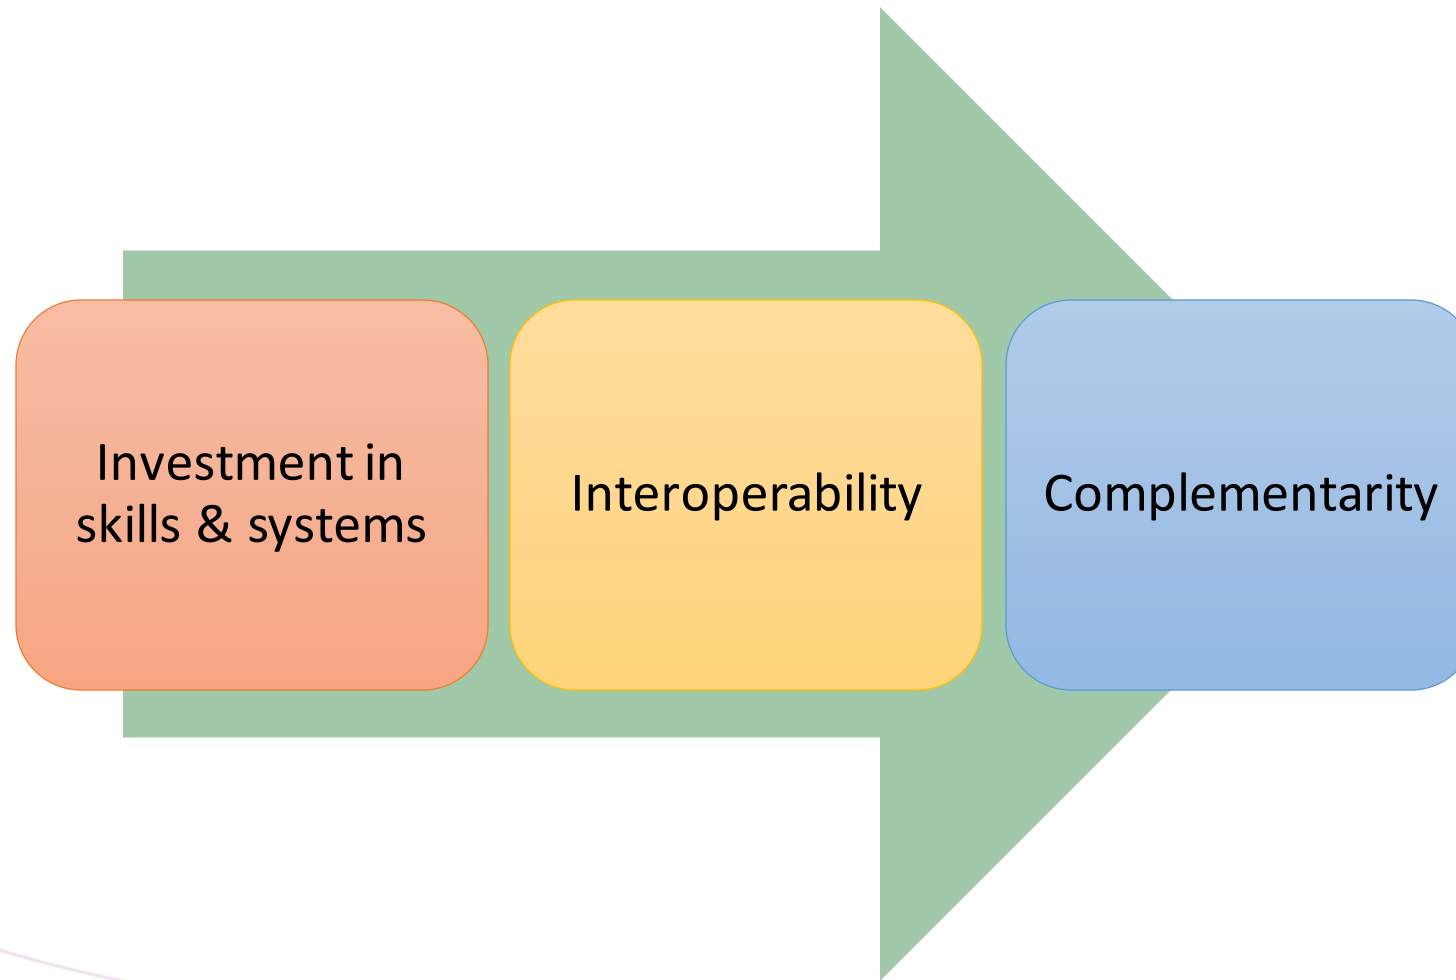 Investment in
skills & systems
Interoperability
Complementarity